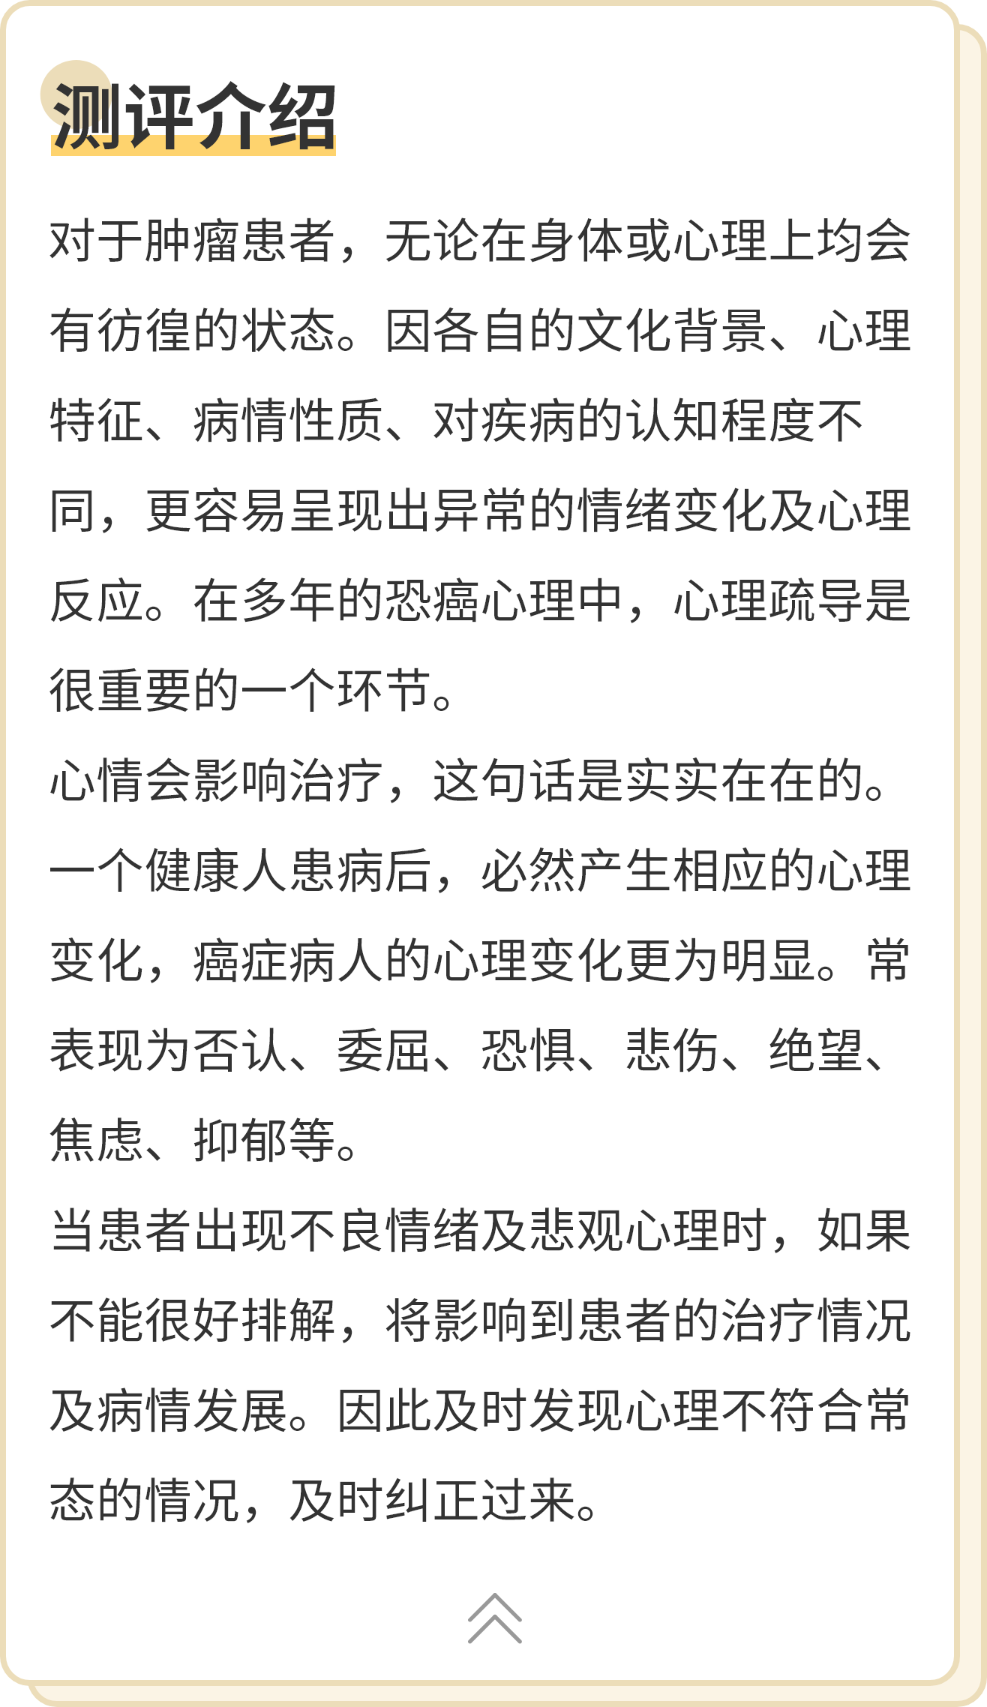 测评介绍
对于肿瘤患者，无论在身体或心理上均会
有彷徨的状态。因各自的文化背景、心理
特征、病情性质、对疾病的认知程度不
同，更容易呈现出异常的情绪变化及心理
反应。在多年的恐癌心理中，心理疏导是
很重要的一个环节。
心情会影响治疗，这句话是实实在在的。
一个健康人患病后，必然产生相应的心理
变化，癌症病人的心理变化更为明显。常
表现为否认、委屈、恐惧、悲伤、绝望、
焦虑、抑郁等。
当患者出现不良情绪及悲观心理时，如果
不能很好排解，将影响到患者的治疗情况
及病情发展。因此及时发现心理不符合常
态的情况，及时纠正过来。